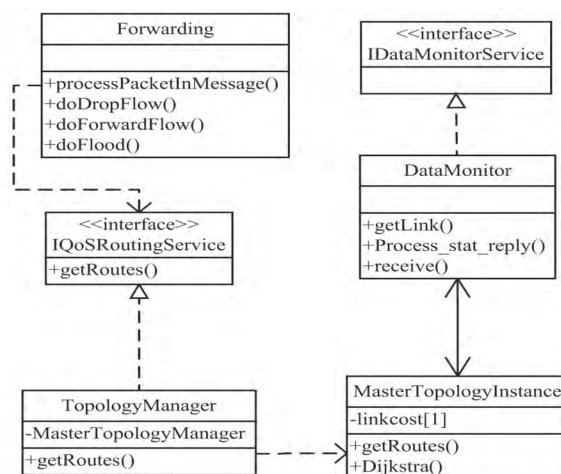 Forwarding
+processPacketInMessage()
+doDropFlow()
+doForwardFlow()
+doFlood()
<<interface>>
IDataMonitorService
DataMonitor
+getLink()
+Process_stat_reply()
+receive()
<<interface>>
IQoSRoutingService
+getRoutes()
TopologyManager
-MasterTopologyManager
+getRoutes()
MasterTopologyInstance
-linkcost[1]
+getRoutes()
+Dijkstra()